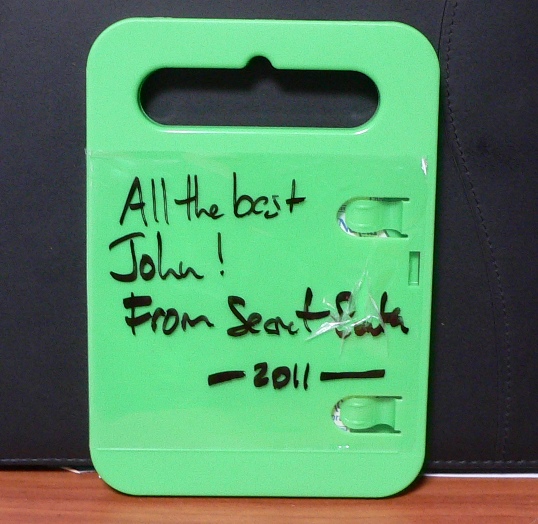 All the best
John!
From Secret Santa
— 2011 —